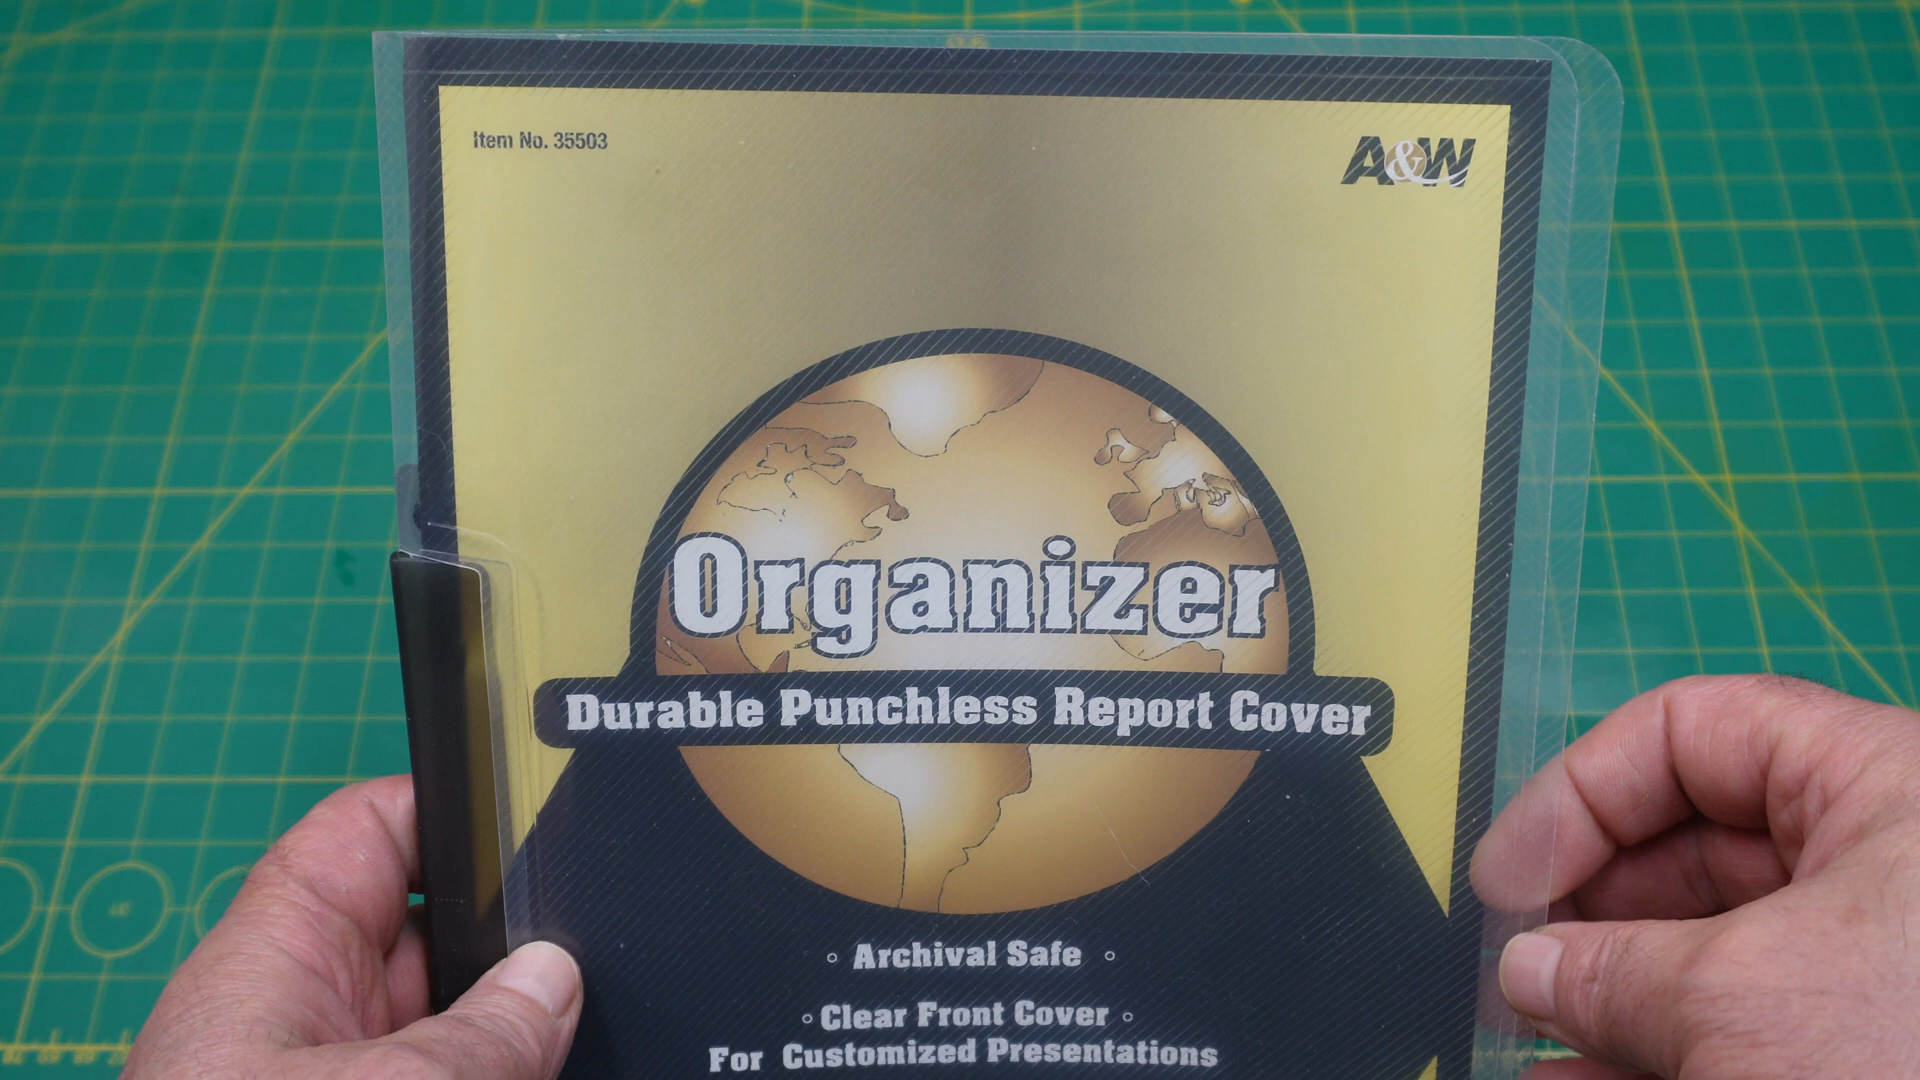 Item No. 35503
A&W
Organizer
Durable Punchless Report Cover
◦ Archival Safe ◦
◦ Clear Front Cover ◦
For Customized Presentations